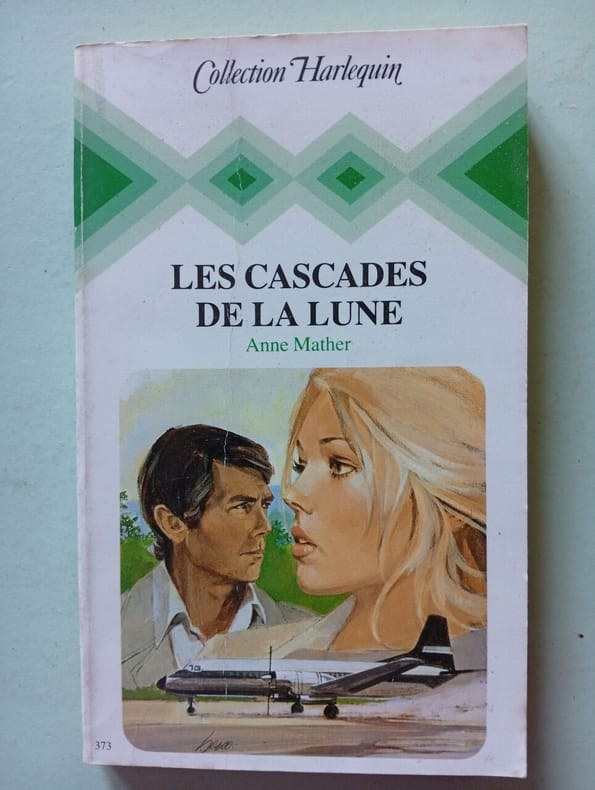 Collection Harlequin
LES CASCADES
DE LA LUNE
Anne Mather
373